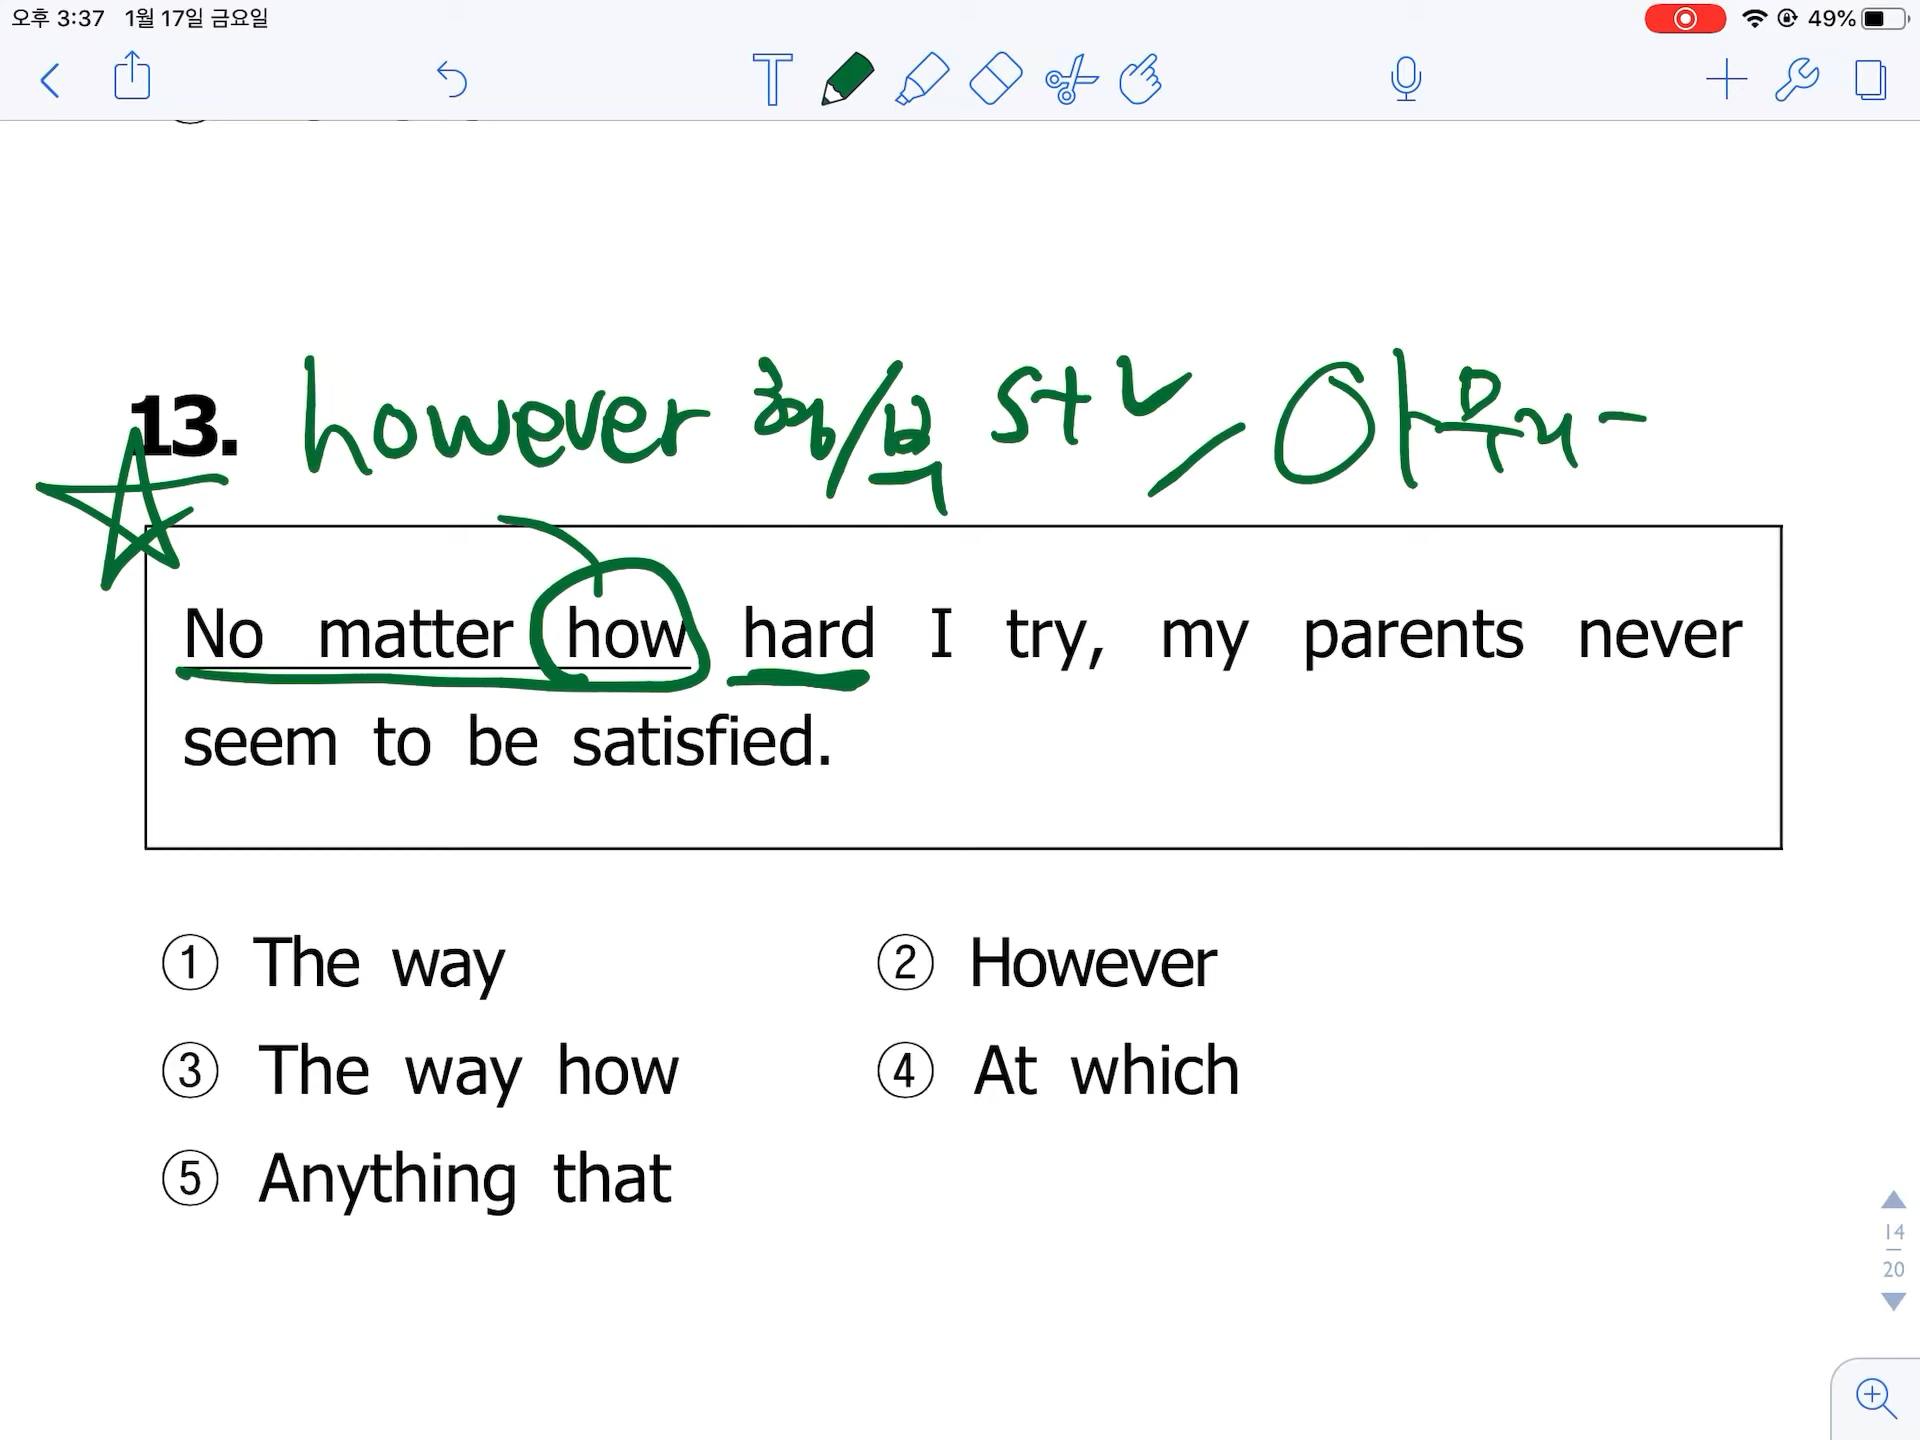 오후 3:37 1월 17일 금요일
49%
T
13. however 형/부 S+V 아무리
No matter how hard I try, my parents never
seem to be satisfied.
① The way ② However
③ The way how ④ At which
⑤ Anything that
14
20